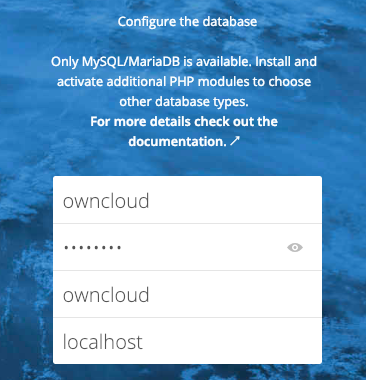 Configure the database
Only MySQL/MariaDB is available. Install and
activate additional PHP modules to choose
other database types.
For more details check out the
documentation. ↗
owncloud
••••••••
owncloud
localhost